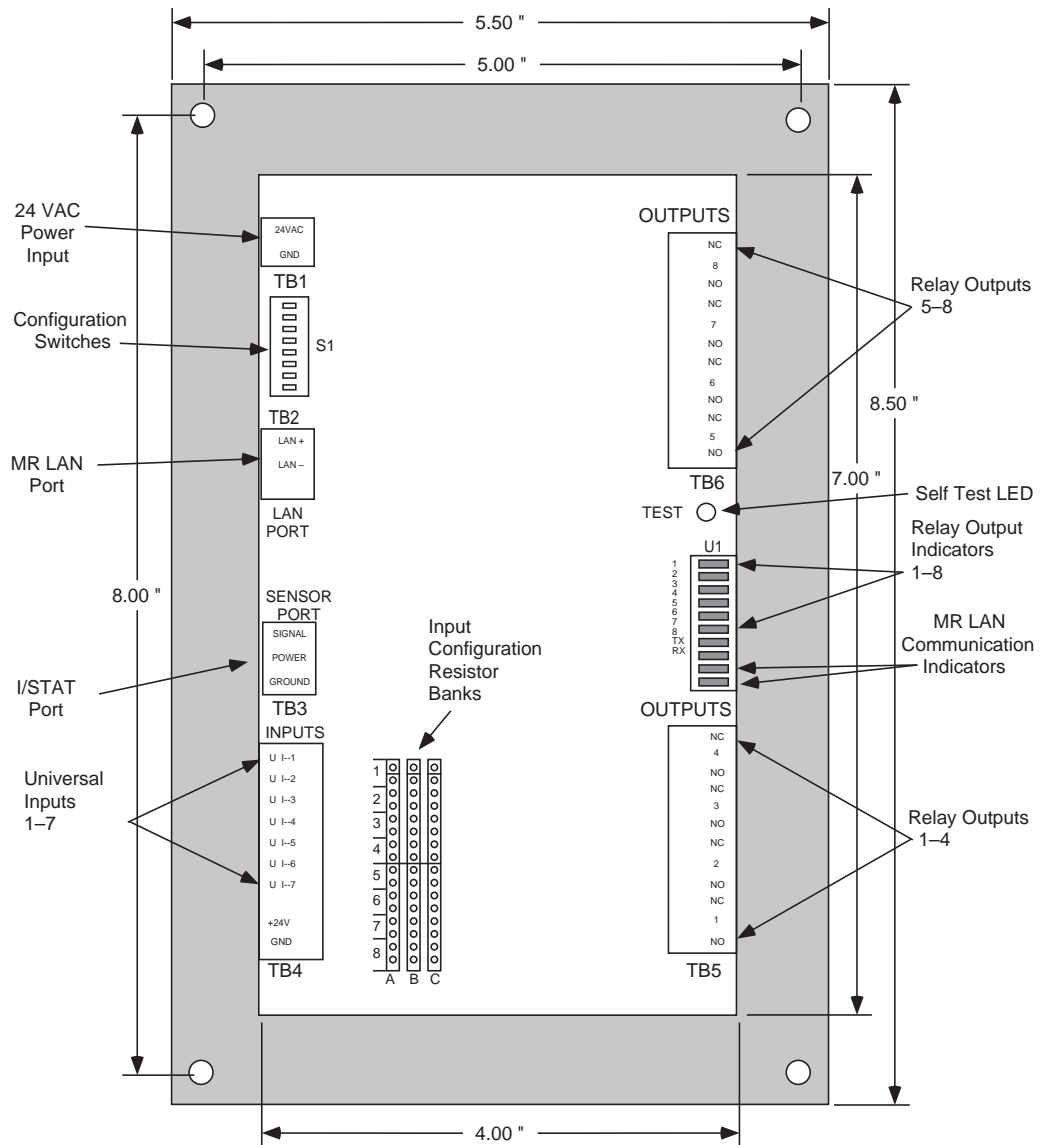 5.50 "
5.00 "
24 VAC
Power
Input
24VAC
GND
TB1
Configuration
Switches
S1
TB2
LAN +
LAN –
MR LAN
Port
LAN
PORT
8.00 "
SENSOR
PORT
SIGNAL
POWER
GROUND
I/STAT
Port
TB3
INPUTS
U I--1
U I--2
U I--3
U I--4
U I--5
U I--6
U I--7
+24V
GND
TB4
Universal
Inputs
1–7
Input
Configuration
Resistor
Banks
1
2
3
4
5
6
7
8
A B C
OUTPUTS
NC
8
NO
NC
7
NO
NC
6
NO
NC
5
NO
TB6
Relay Outputs
5–8
8.50 "
7.00 "
TEST
Self Test LED
U1
1
2
3
4
5
6
7
8
TX
RX
Relay Output
Indicators
1–8
MR LAN
Communication
Indicators
OUTPUTS
NC
4
NO
NC
3
NO
NC
2
NO
NC
1
NO
TB5
Relay Outputs
1–4
4.00 "